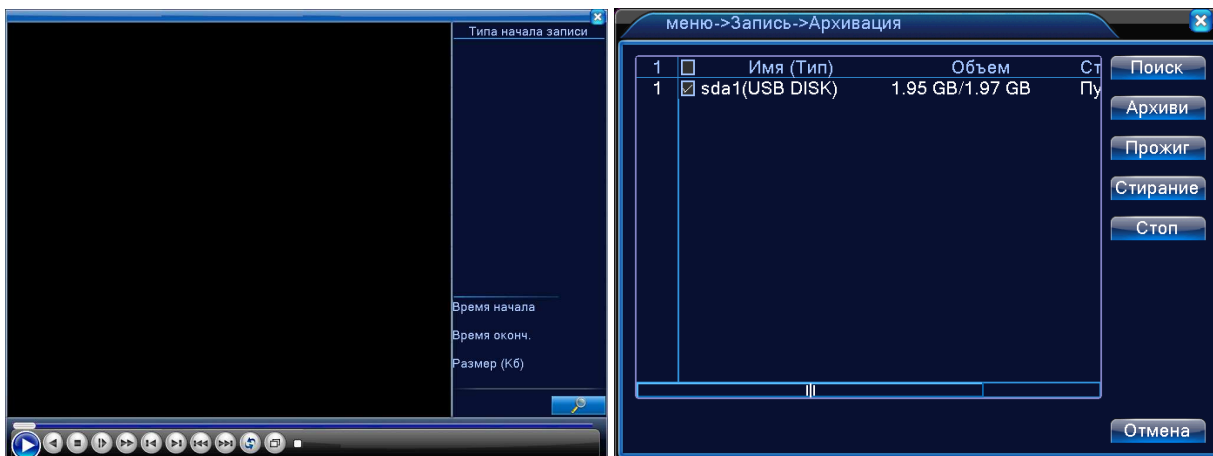 Типа начала записи
Время начала
Время оконч.
Размер (Кб)
меню->Запись->Архивация
1 Имя (Тип) Объем Ст
1 sda1(USB DISK) 1.95 GB/1.97 GB Пу
Поиск
Архиви
Прожиг
Стирание
Стоп
Отмена